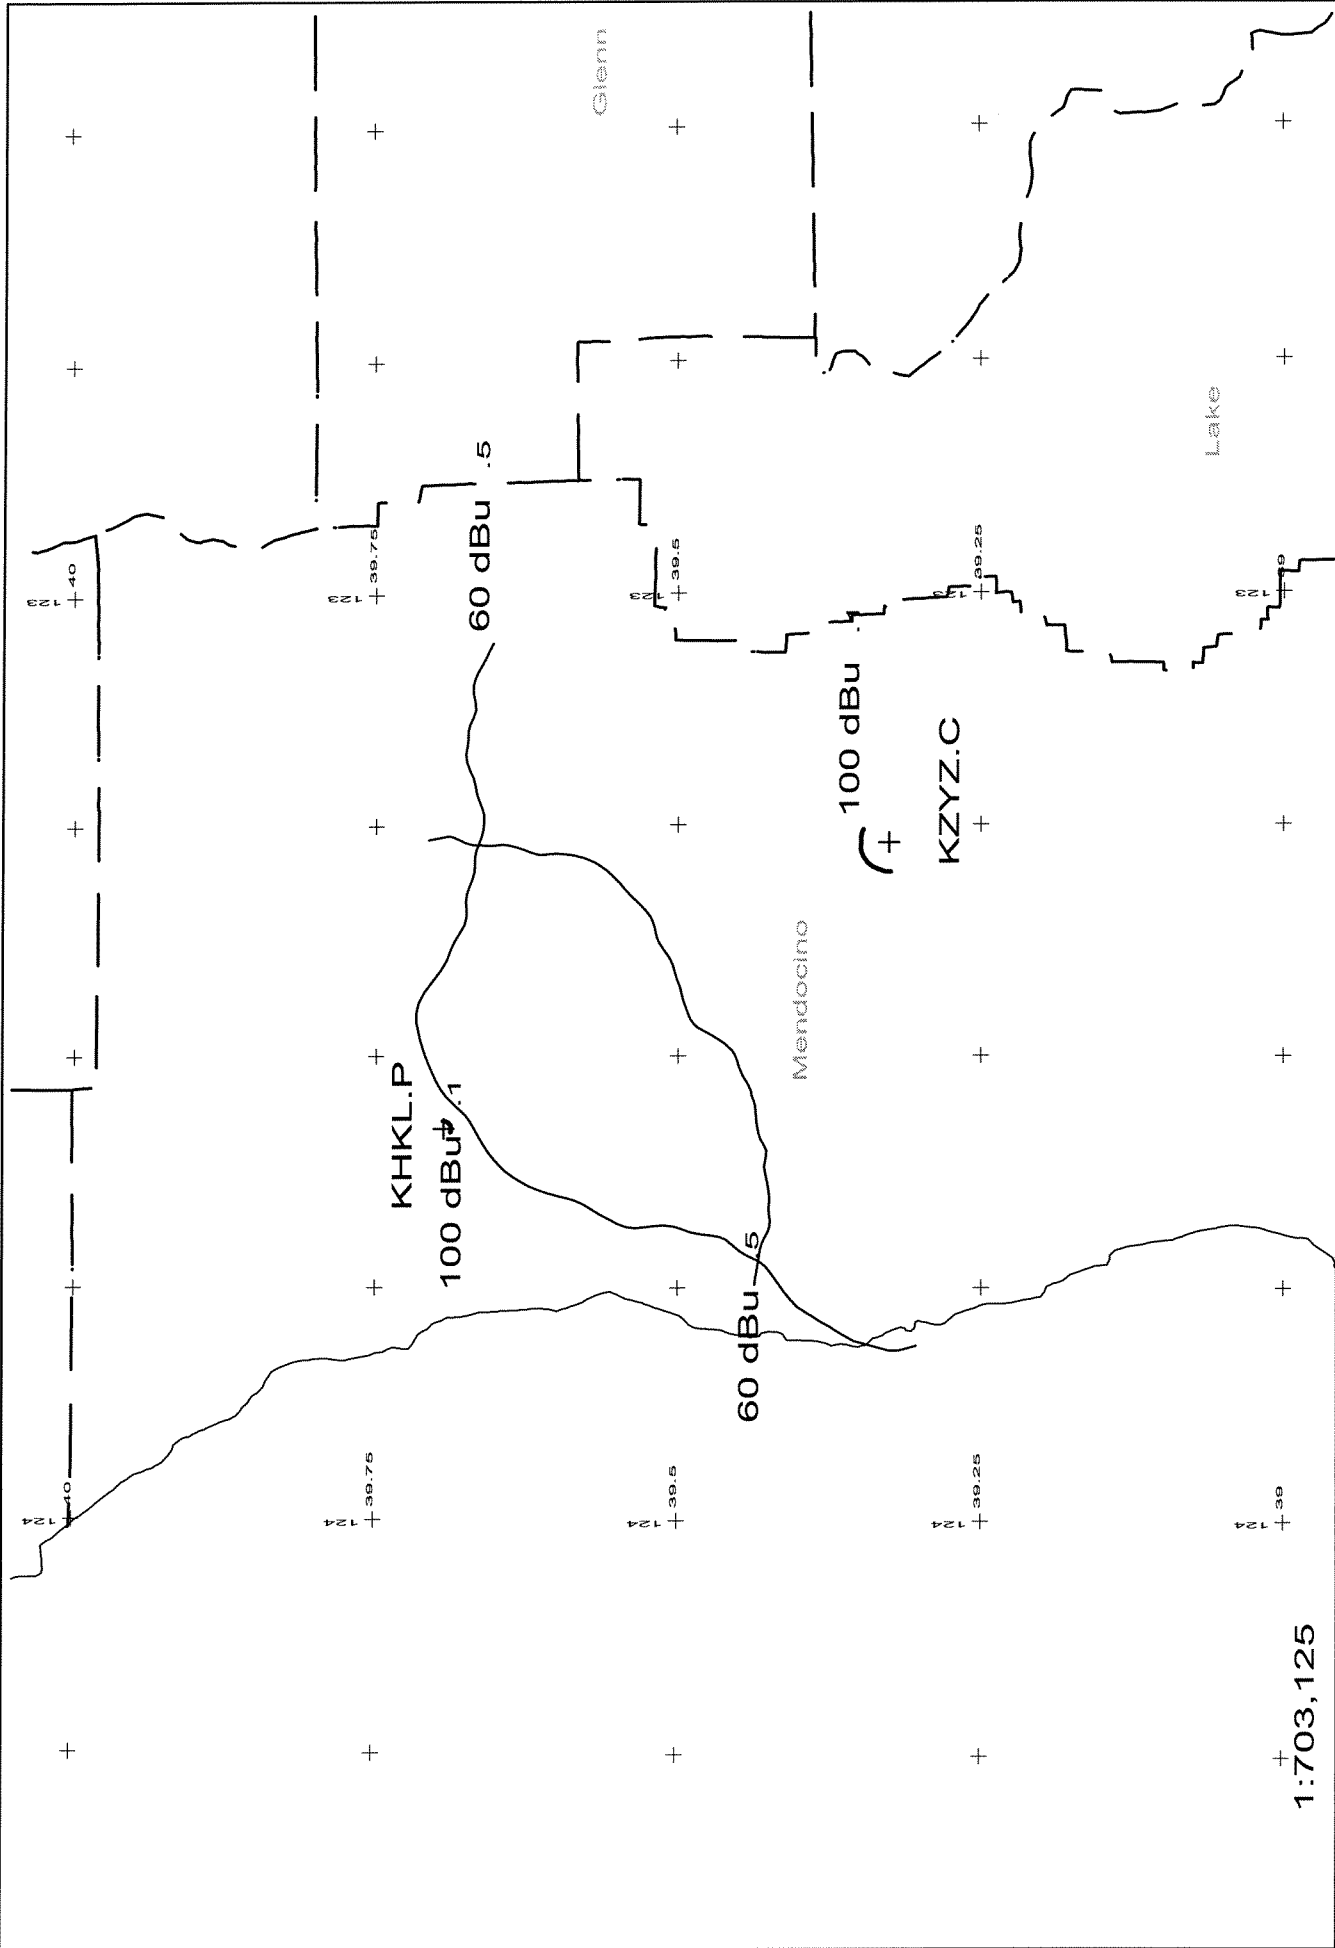 Glenn
60 dBu .5
123 40
123 39.75
123 39.5
123 39.25
123 39
Lake
100 dBu .
KZYZ.C
Mendocino
KHKL.P
100 dBu .1
60 dBu .5
124 40
124 39.75
124 39.5
124 39.25
124 39
1:703,125